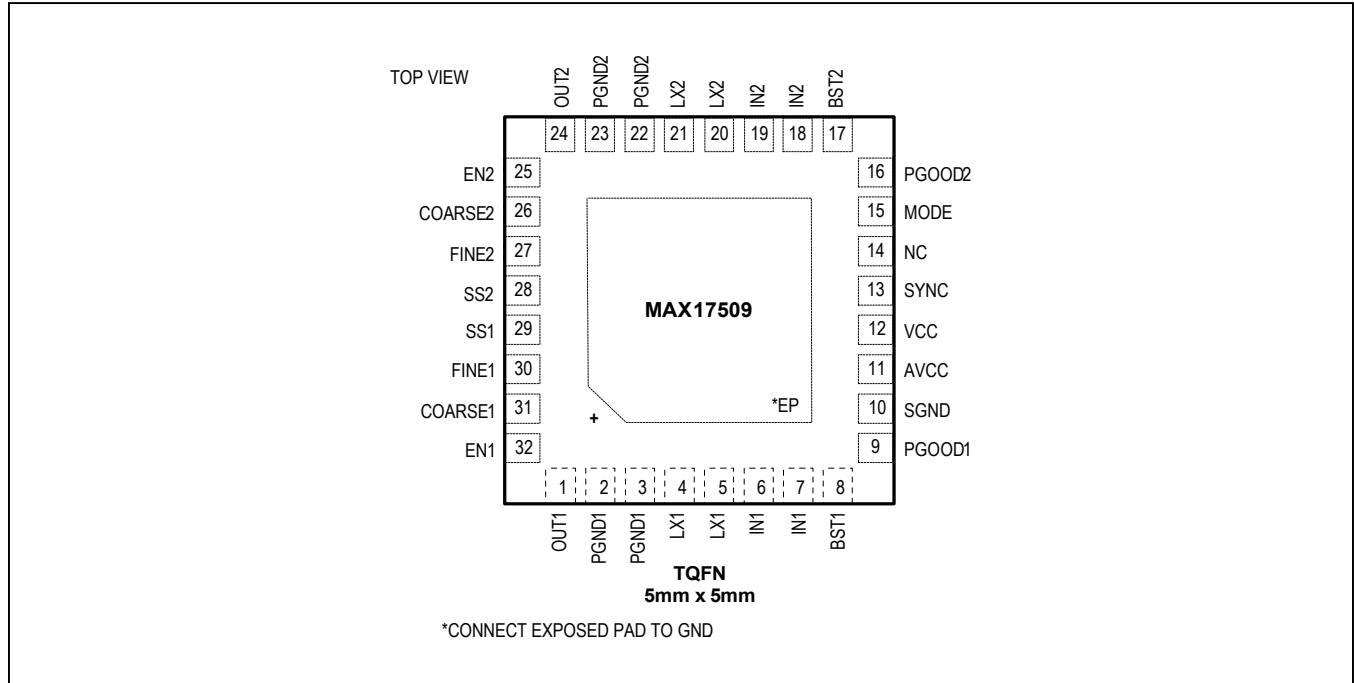 TOP VIEW
OUT2
PGND2
PGND2
LX2
LX2
IN2
IN2
BST2
24 23 22 21 20 19 18 17
EN2 25
COARSE2 26
FINE2 27
SS2 28
SS1 29
FINE1 30
COARSE1 31
EN1 32
MAX17509
*EP
+
16 PGOOD2
15 MODE
14 NC
13 SYNC
12 VCC
11 AVCC
10 SGND
9 PGOOD1
1 2 3 4 5 6 7 8
OUT1
PGND1
PGND1
LX1
LX1
IN1
IN1
BST1
TQFN
5mm x 5mm
*CONNECT EXPOSED PAD TO GND